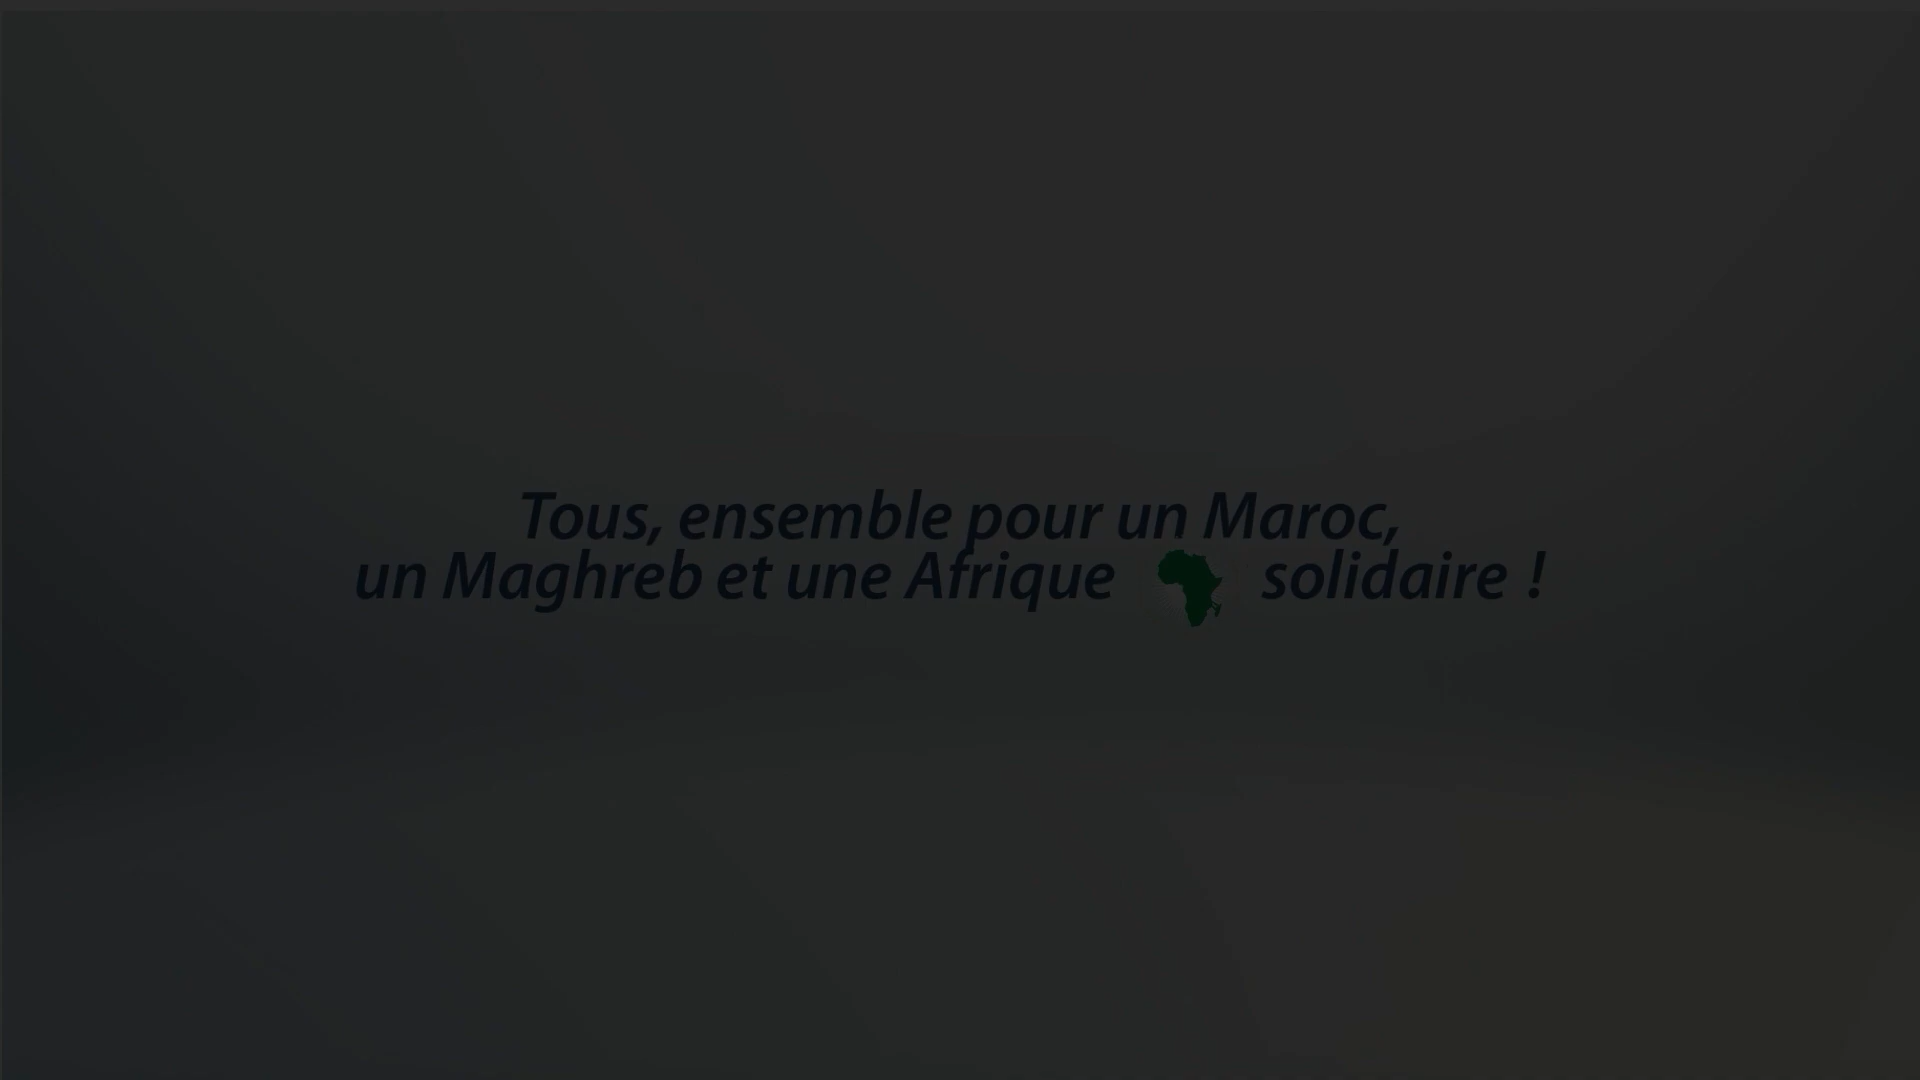 Tous, ensemble pour un Maroc,
un Maghreb et une Afrique solidaire !